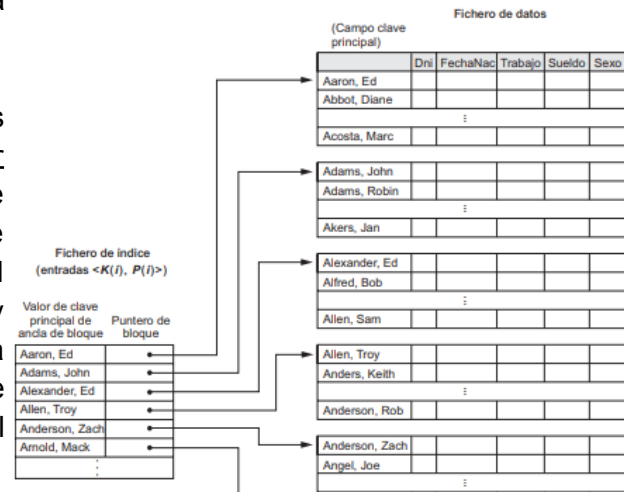 Fichero de datos
(Campo clave
principal)
Dni FechaNac Trabajo Sueldo Sexo
Aaron, Ed
Abbot, Diane
⋮
Acosta, Marc
Adams, John
Adams, Robin
⋮
Akers, Jan
Alexander, Ed
Alfred, Bob
⋮
Allen, Sam
Allen, Troy
Anders, Keith
⋮
Anderson, Rob
Anderson, Zach
Angel, Joe
⋮
Fichero de índice
(entradas <K(i), P(i)>)
Valor de clave
principal de
ancla de bloque
Puntero de
bloque
Aaron, Ed
Adams, John
Alexander, Ed
Allen, Troy
Anderson, Zach
Arnold, Mack
⋮